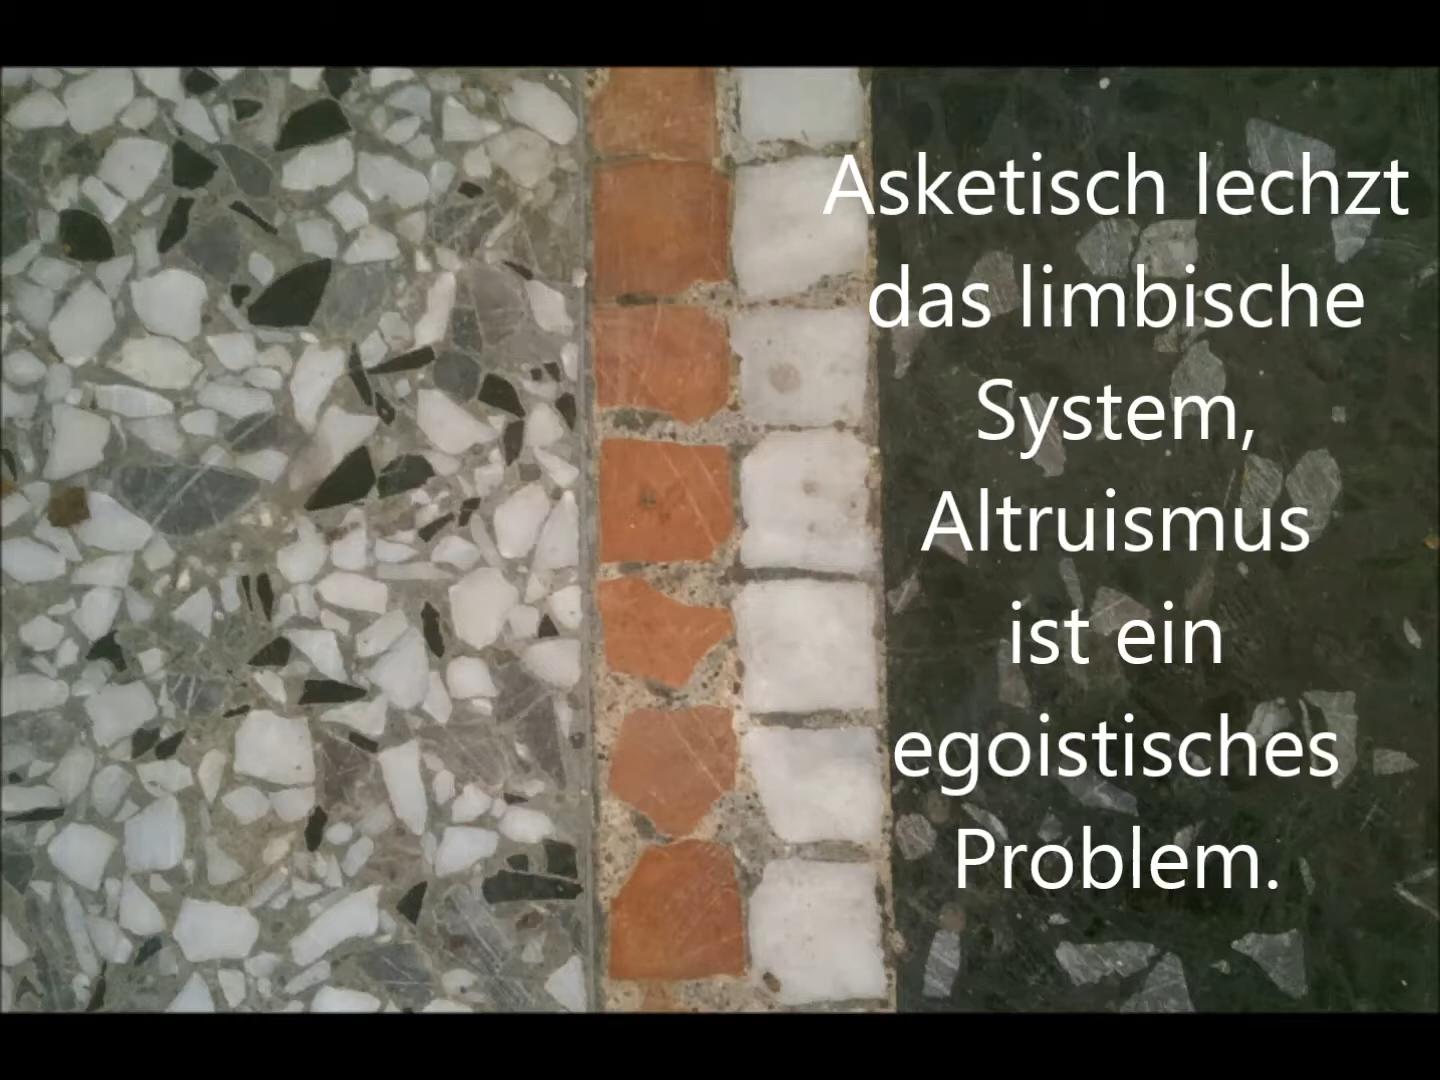 Asketisch lechzt
das limbische
System,
Altruismus
ist ein
egoistisches
Problem.